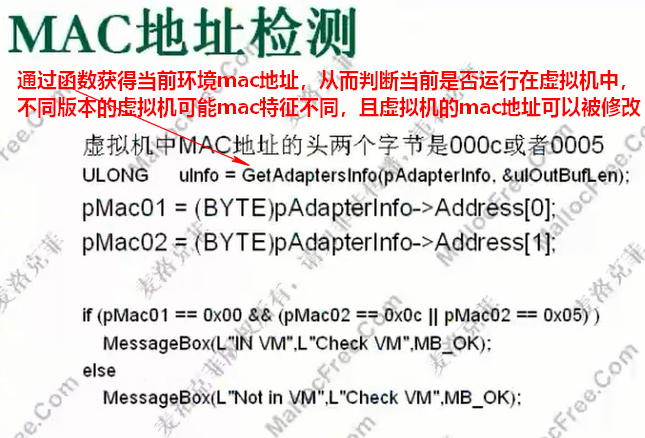 MAC地址检测
通过函数获得当前环境mac地址，从而判断当前是否运行在虚拟机中，
不同版本的虚拟机可能mac特征不同，且虚拟机的mac地址可以被修改
虚拟机中MAC地址的头两个字节是000c或者0005
ULONG uInfo = GetAdaptersInfo(pAdapterInfo, &ulOutBufLen);
pMac01 = (BYTE)pAdapterInfo->Address[0];
pMac02 = (BYTE)pAdapterInfo->Address[1];
if (pMac01 == 0x00 && (pMac02 == 0x0c || pMac02 == 0x05) )
MessageBox(L"IN VM",L"Check VM",MB_OK);
else
MessageBox(L"Not in VM",L"Check VM",MB_OK);
麦洛克菲
MallocFree.Com